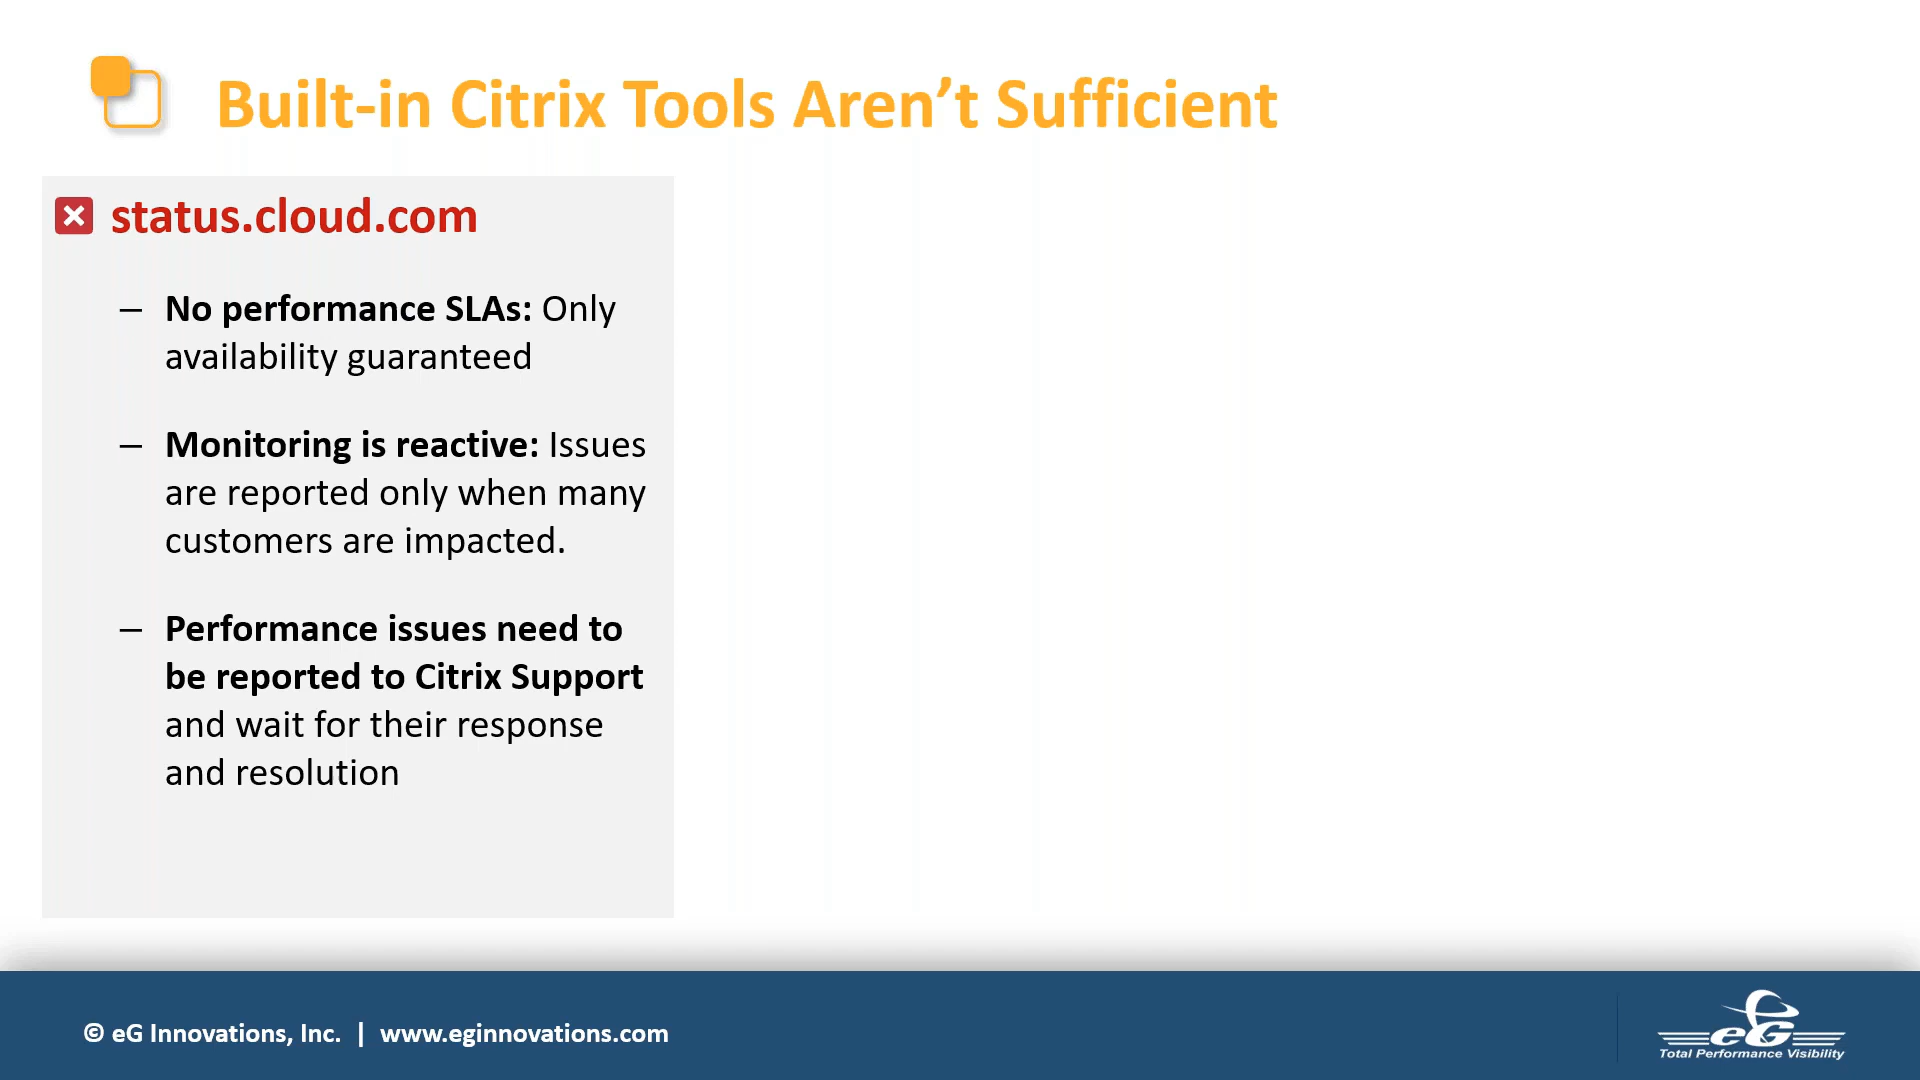 Built-in Citrix Tools Aren’t Sufficient
status.cloud.com
– No performance SLAs: Only
availability guaranteed
– Monitoring is reactive: Issues
are reported only when many
customers are impacted.
– Performance issues need to
be reported to Citrix Support
and wait for their response
and resolution
© eG Innovations, Inc. | www.eginnovations.com
eG
Total Performance Visibility